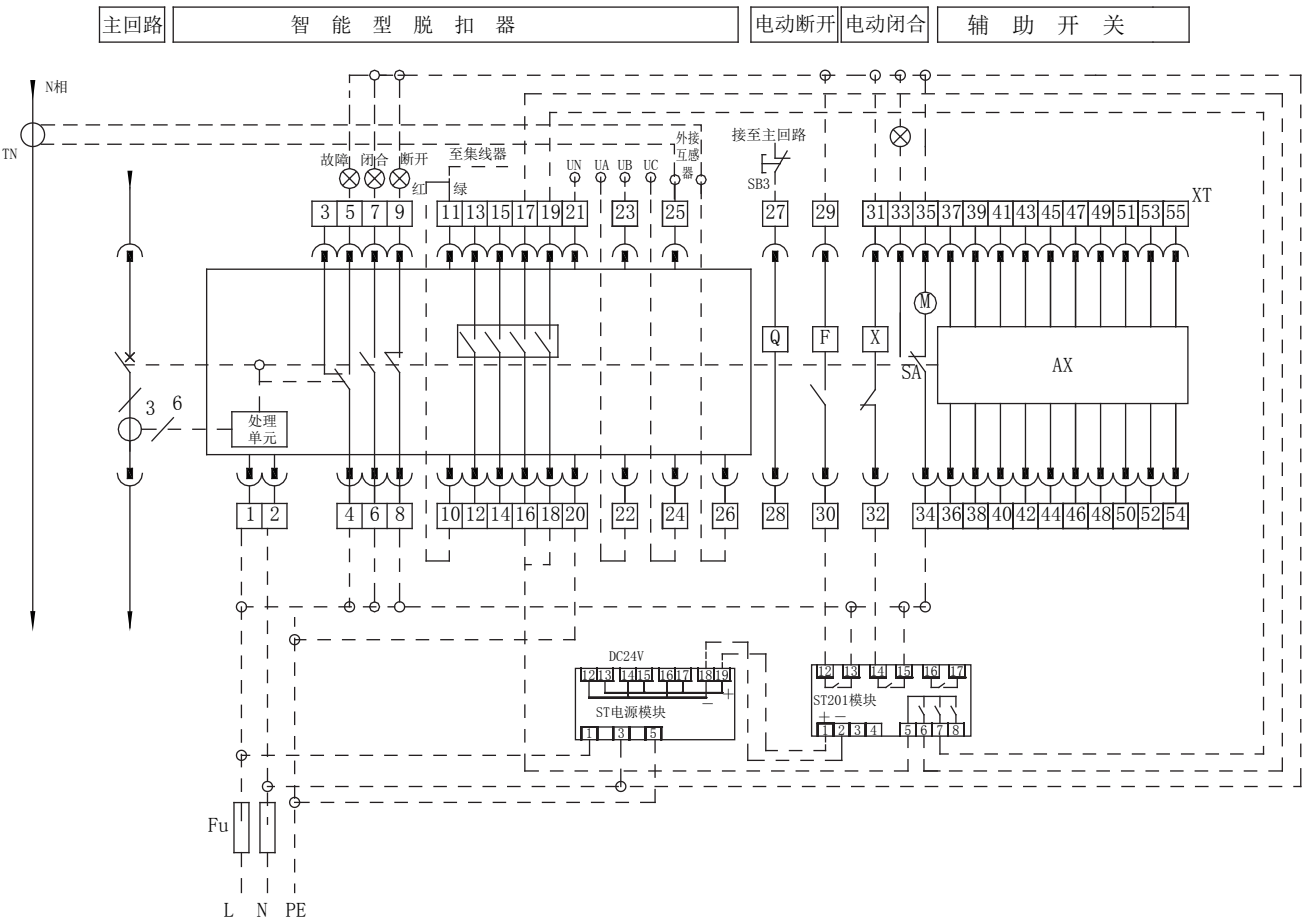 主回路 智能型脱扣器 电动断开 电动闭合 辅助开关
N相
TN
外接
互感
器
接至主回路
SB3
故障 闭合 断开
至集线器
红 绿
UN UA UB UC
3 5 7 9 11 13 15 17 19 21 23 25 27 29 31 33 35 37 39 41 43 45 47 49 51 53 55 XT
M
Q F X
SA AX
3 6
处理
单元
1 2 4 6 8 10 12 14 16 18 20 22 24 26 28 30 32 34 36 38 40 42 44 46 48 50 52 54
DC24V
12 13 14 15 16 17 18 19
+
−
ST电源模块
1 3 5
12 13 14 15 16 17
ST201模块
+ −
1 2 3 4 5 6 7 8
Fu
L N PE